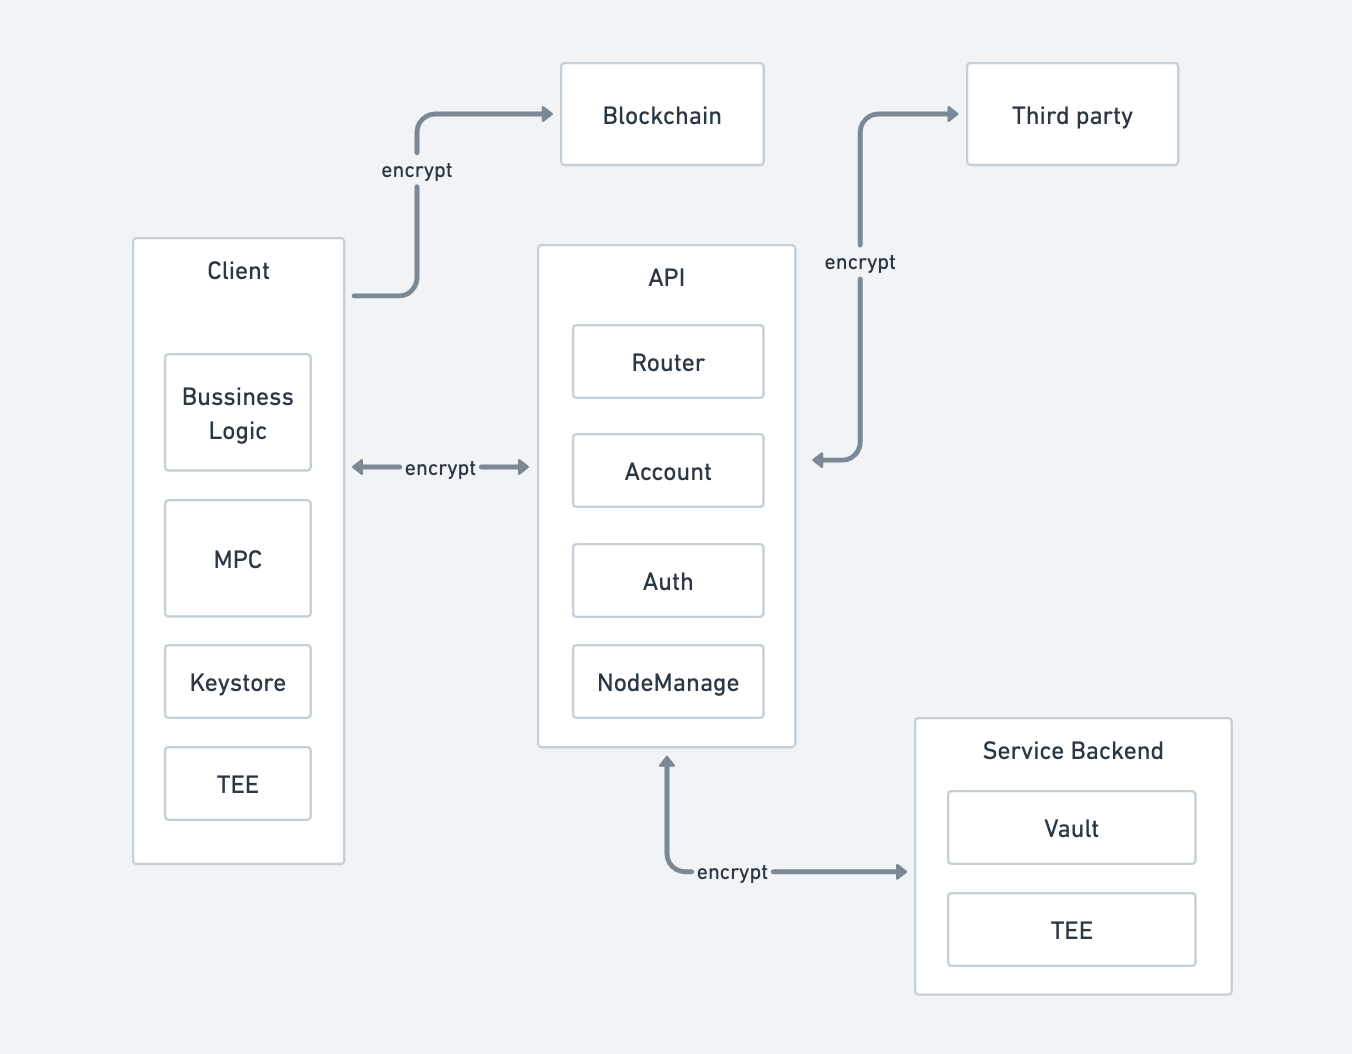 Blockchain
Third party
encrypt
Client
encrypt
API
Router
Bussiness
Logic
encrypt
Account
MPC
Auth
Keystore
NodeManage
TEE
Service Backend
Vault
encrypt
TEE